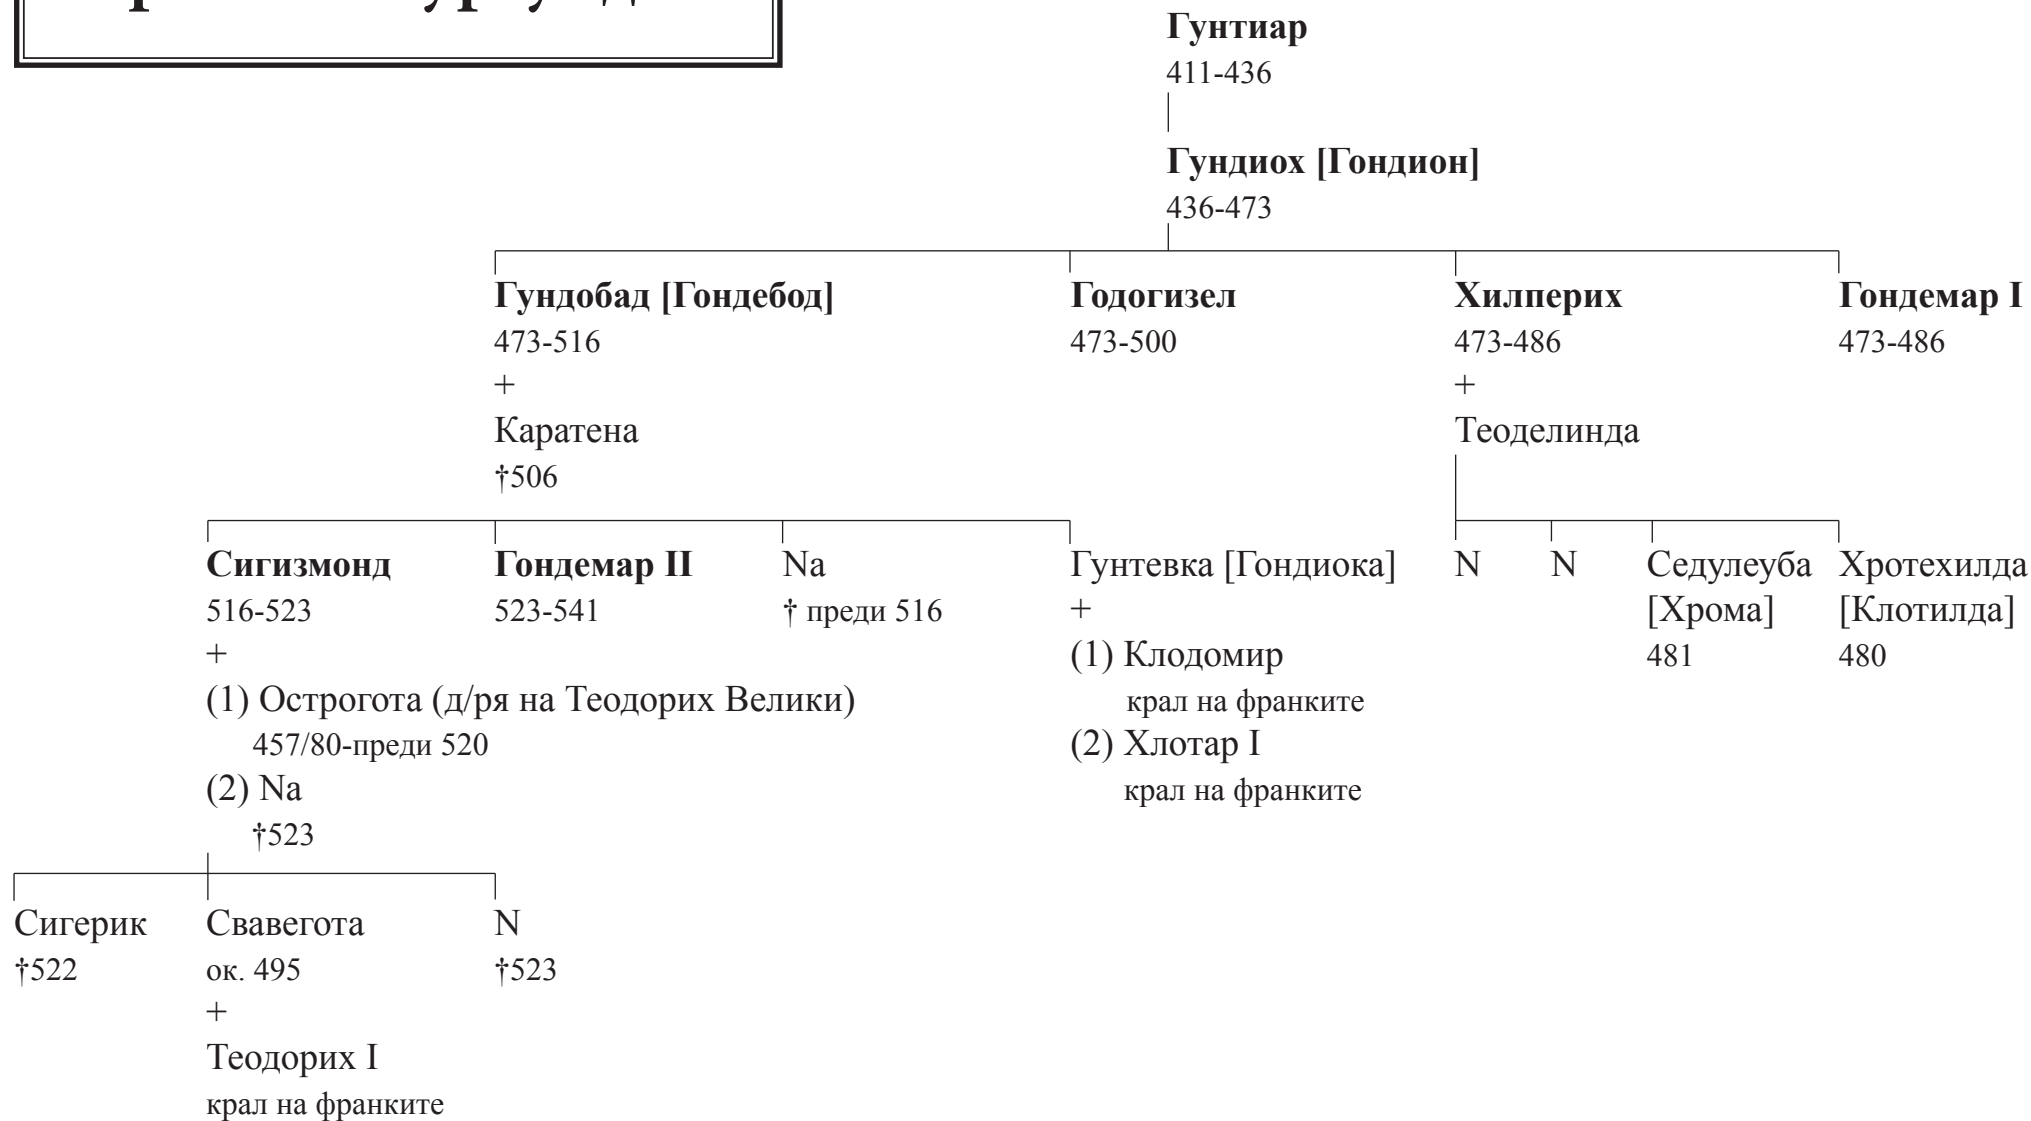 Гунтиар
411-436
Гундиох [Гондион]
436-473
Гундобад [Гондебод]
473-516
+
Каратена
†506
Годогизел
473-500
Хилперих
473-486
+
Теоделинда
Гондемар I
473-486
Сигизмонд
516-523
+
(1) Острогота (д/ря на Теодорих Велики)
457/80-преди 520
(2) Na
†523
Гондемар II
523-541
Na
† преди 516
Гунтевка [Гондиока]
+
(1) Клодомир
крал на франките
(2) Хлотар I
крал на франките
N
N
Седулеуба
[Хрома]
481
Хротехилда
[Клотилда]
480
Сигерик
†522
Свавегота
ок. 495
+
Теодорих I
крал на франките
N
†523